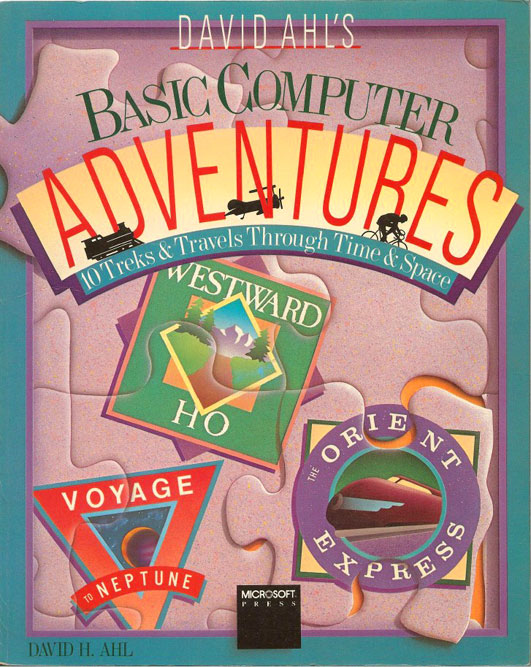 DAVID AHL'S
BASIC COMPUTER
ADVENTURES
10 Treks & Travels Through Time & Space
WESTWARD
HO
THE ORIENT
EXPRESS
VOYAGE
TO NEPTUNE
MICROSOFT
PRESS
DAVID H. AHL